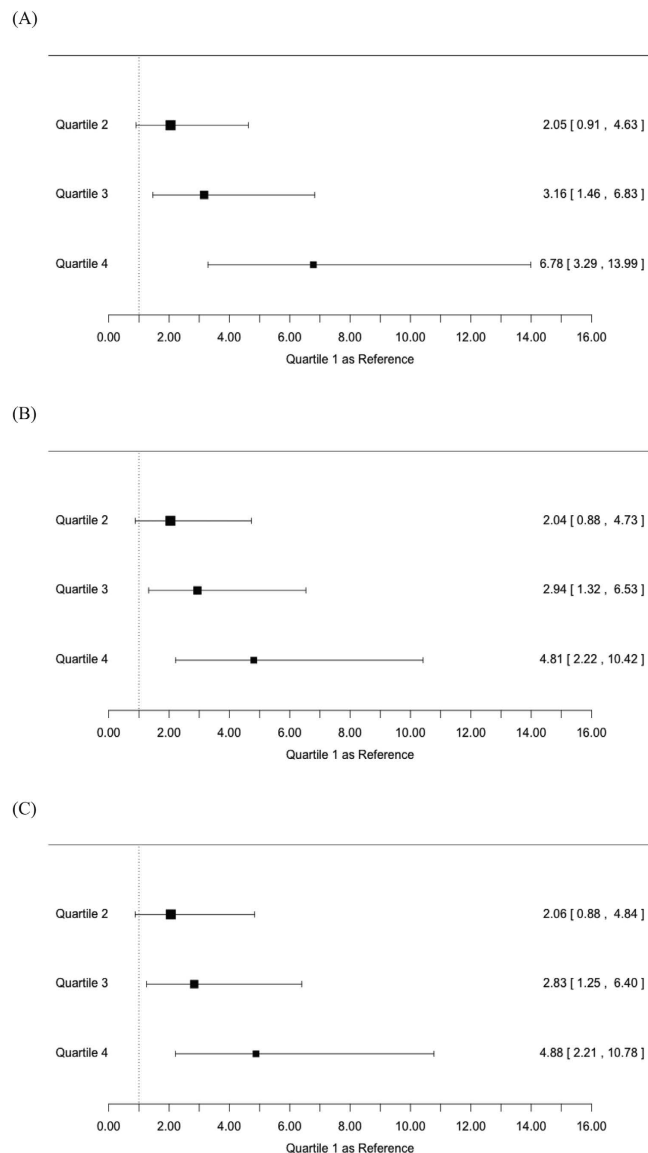 (A)
Quartile 2 2.05 [ 0.91 , 4.63 ]
Quartile 3 3.16 [ 1.46 , 6.83 ]
Quartile 4 6.78 [ 3.29 , 13.99 ]
0.00 2.00 4.00 6.00 8.00 10.00 12.00 14.00 16.00
Quartile 1 as Reference
(B)
Quartile 2 2.04 [ 0.88 , 4.73 ]
Quartile 3 2.94 [ 1.32 , 6.53 ]
Quartile 4 4.81 [ 2.22 , 10.42 ]
0.00 2.00 4.00 6.00 8.00 10.00 12.00 14.00 16.00
Quartile 1 as Reference
(C)
Quartile 2 2.06 [ 0.88 , 4.84 ]
Quartile 3 2.83 [ 1.25 , 6.40 ]
Quartile 4 4.88 [ 2.21 , 10.78 ]
0.00 2.00 4.00 6.00 8.00 10.00 12.00 14.00 16.00
Quartile 1 as Reference